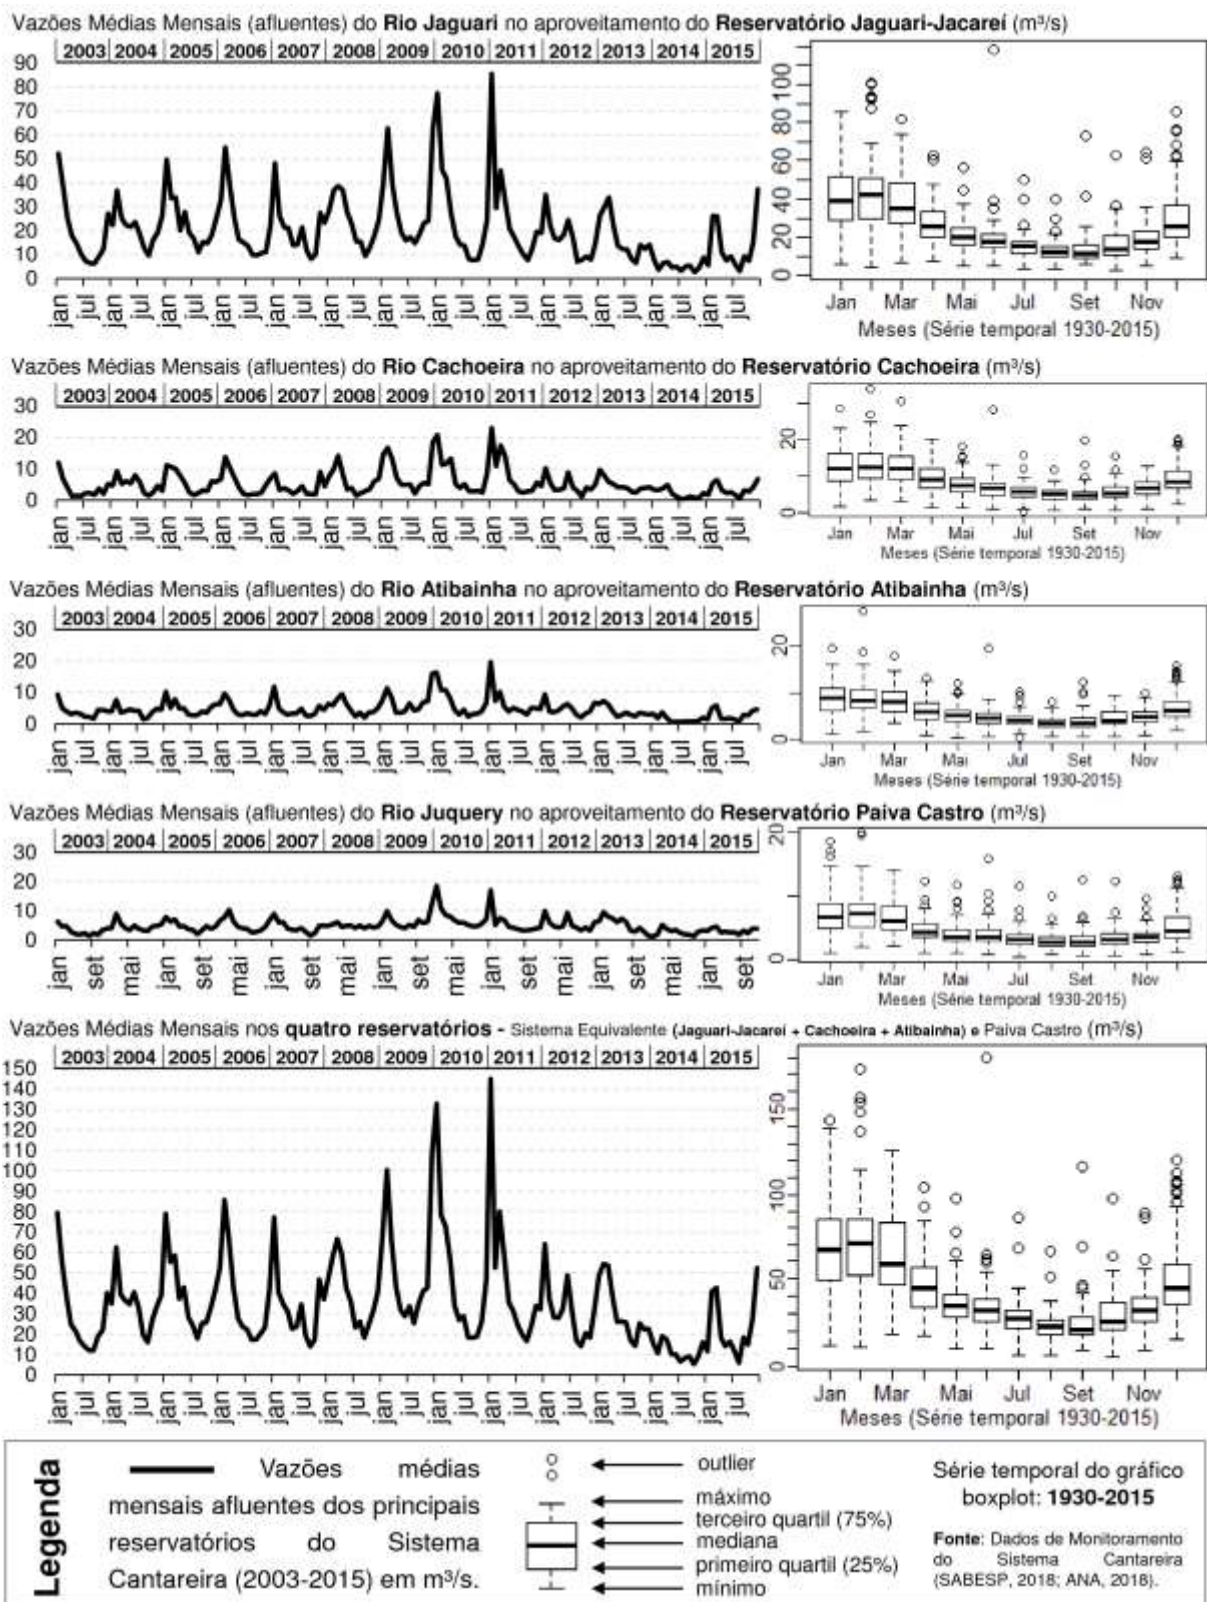 Vazões Médias Mensais (afluentes) do Rio Jaguari no aproveitamento do Reservatório Jaguari-Jacareí (m³/s)
2003 2004 2005 2006 2007 2008 2009 2010 2011 2012 2013 2014 2015
90
80
70
60
50
40
30
20
10
0
jan jul jan jul jan jul jan jul jan jul jan jul jan jul jan jul jan jul jan jul jan jul jan jul jan jul
0 20 40 60 80 100
Jan Mar Mai Jul Set Nov
Meses (Série temporal 1930-2015)
Vazões Médias Mensais (afluentes) do Rio Cachoeira no aproveitamento do Reservatório Cachoeira (m³/s)
2003 2004 2005 2006 2007 2008 2009 2010 2011 2012 2013 2014 2015
30
20
10
0
jan jul jan jul jan jul jan jul jan jul jan jul jan jul jan jul jan jul jan jul jan jul jan jul jan jul
0 20
Jan Mar Mai Jul Set Nov
Meses (Série temporal 1930-2015)
Vazões Médias Mensais (afluentes) do Rio Atibainha no aproveitamento do Reservatório Atibainha (m³/s)
2003 2004 2005 2006 2007 2008 2009 2010 2011 2012 2013 2014 2015
30
20
10
0
jan jul jan jul jan jul jan jul jan jul jan jul jan jul jan jul jan jul jan jul jan jul jan jul jan jul
0 20
Jan Mar Mai Jul Set Nov
Meses (Série temporal 1930-2015)
Vazões Médias Mensais (afluentes) do Rio Juquery no aproveitamento do Reservatório Paiva Castro (m³/s)
2003 2004 2005 2006 2007 2008 2009 2010 2011 2012 2013 2014 2015
30
20
10
0
jan set mai jan set mai jan set mai jan set mai jan set mai jan set mai jan set
0 20
Jan Mar Mai Jul Set Nov
Meses (Série temporal 1930-2015)
Vazões Médias Mensais nos quatro reservatórios - Sistema Equivalente (Jaguari-Jacareí + Cachoeira + Atibainha) e Paiva Castro (m³/s)
2003 2004 2005 2006 2007 2008 2009 2010 2011 2012 2013 2014 2015
150
140
130
120
110
100
90
80
70
60
50
40
30
20
10
0
jan jul jan jul jan jul jan jul jan jul jan jul jan jul jan jul jan jul jan jul jan jul jan jul jan jul
0 50 100 150
Jan Mar Mai Jul Set Nov
Meses (Série temporal 1930-2015)
Legenda
Vazões médias
mensais afluentes dos principais
reservatórios do Sistema
Cantareira (2003-2015) em m³/s.
outlier
máximo
terceiro quartil (75%)
mediana
primeiro quartil (25%)
mínimo
Série temporal do gráfico
boxplot: 1930-2015
Fonte: Dados de Monitoramento
do Sistema Cantareira
(SABESP, 2018; ANA, 2018).